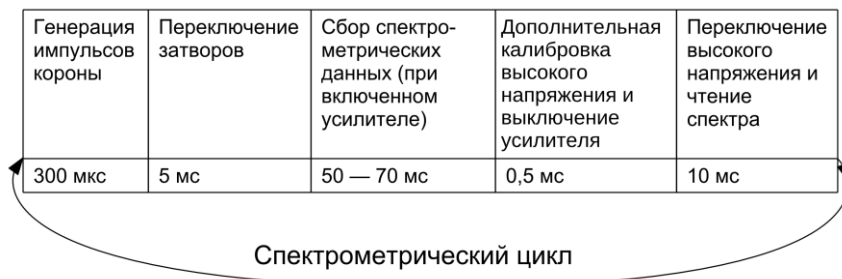 Генерация
импульсов
короны
Переключение
затворов
Сбор спектро-
метрических
данных (при
включенном
усилителе)
Дополнительная
калибровка
высокого
напряжения и
выключение
усилителя
Переключение
высокого
напряжения и
чтение
спектра
300 мкс
5 мс
50 — 70 мс
0,5 мс
10 мс
Спектрометрический цикл